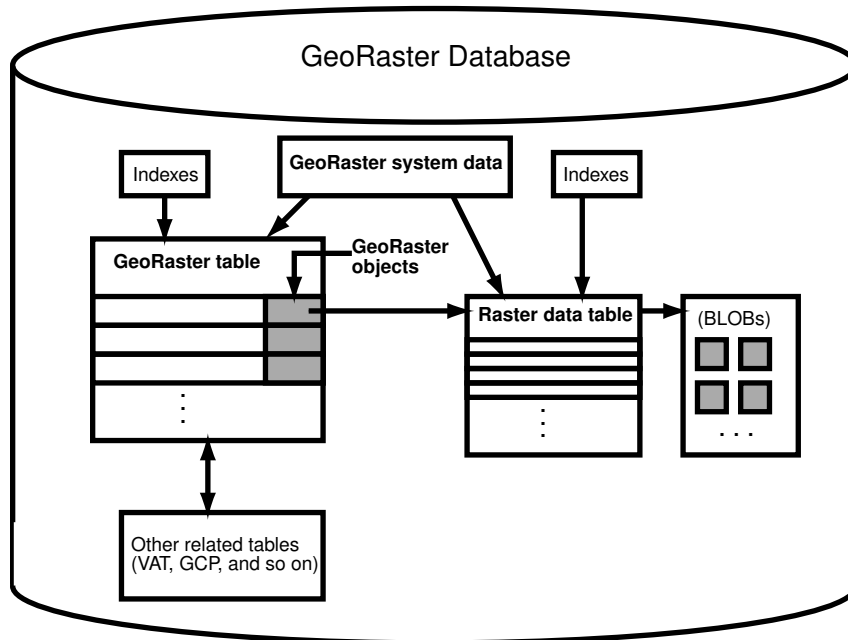 GeoRaster Database
Indexes
GeoRaster system data
Indexes
GeoRaster table
GeoRaster
objects
Raster data table
(BLOBs)
. . .
Other related tables
(VAT, GCP, and so on)